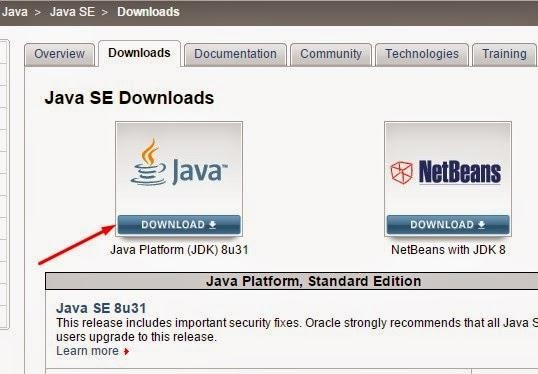 Java > Java SE > Downloads
Overview Downloads Documentation Community Technologies Training
Java SE Downloads
Java™ NetBeans
DOWNLOAD DOWNLOAD
Java Platform (JDK) 8u31 NetBeans with JDK 8
Java Platform, Standard Edition
Java SE 8u31
This release includes important security fixes. Oracle strongly recommends that all Java S
users upgrade to this release.
Learn more